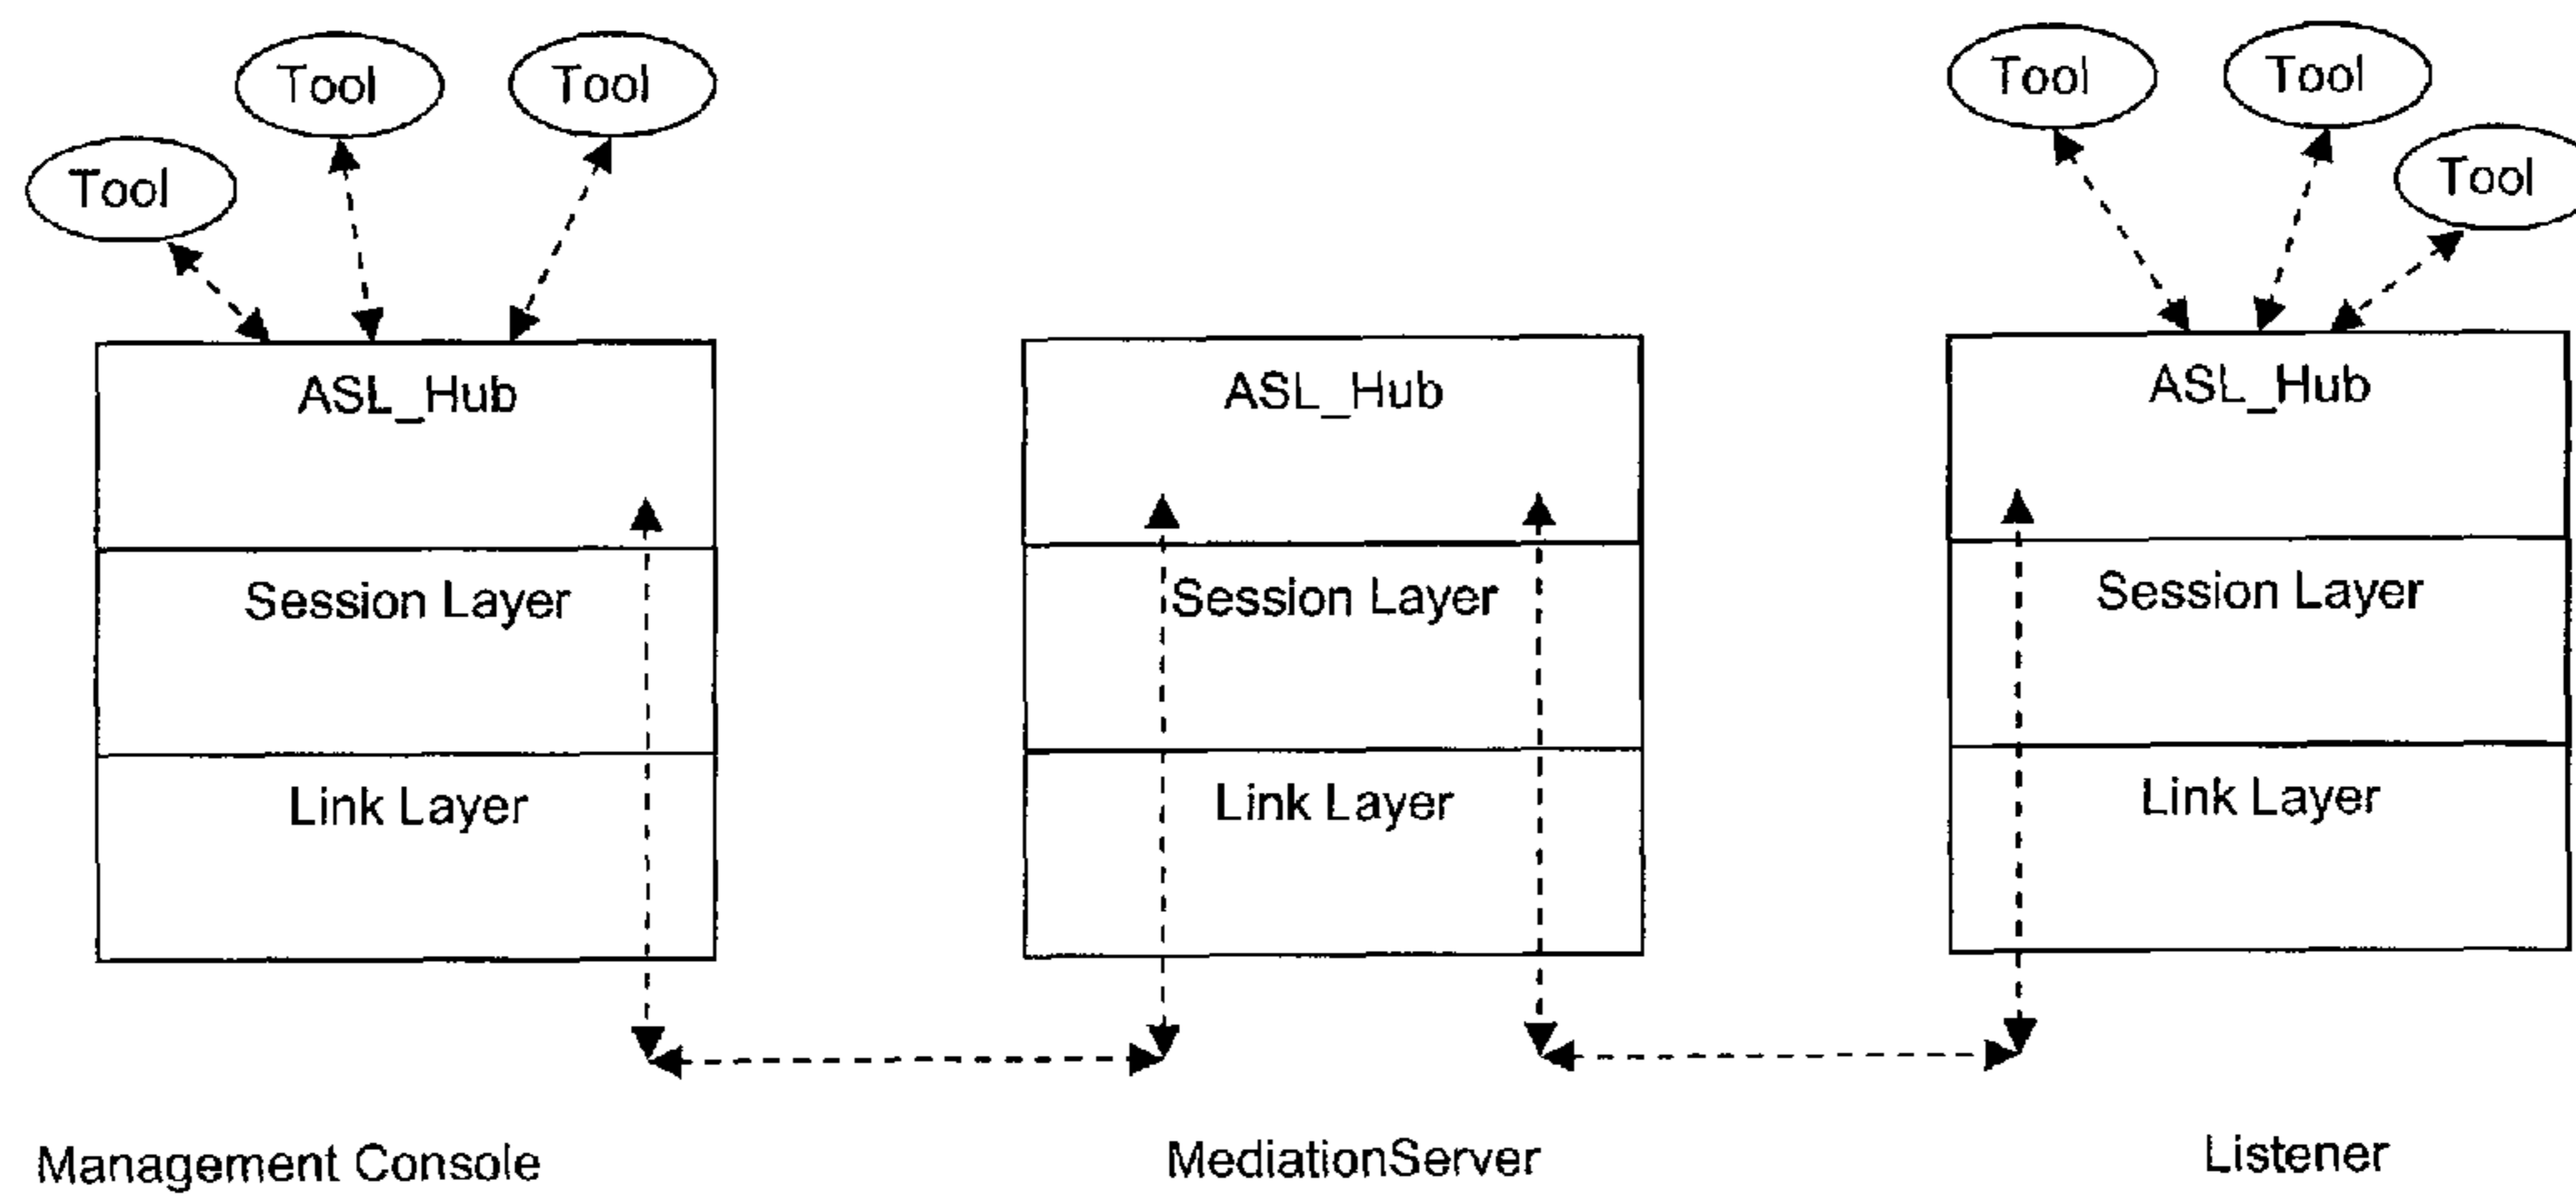 Tool
Tool
Tool
Tool
Tool
Tool
ASL_Hub
ASL_Hub
ASL_Hub
Session Layer
Session Layer
Session Layer
Link Layer
Link Layer
Link Layer
Management Console
MediationServer
Listener